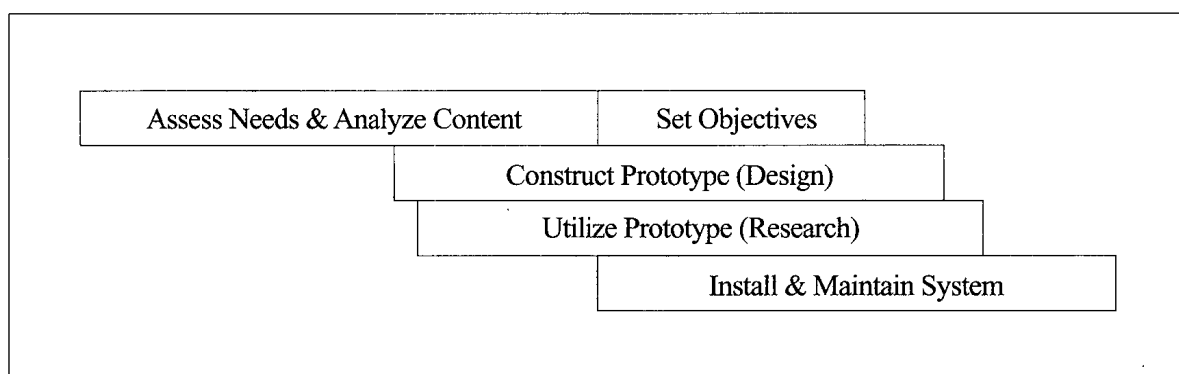 Assess Needs & Analyze Content
Set Objectives
Construct Prototype (Design)
Utilize Prototype (Research)
Install & Maintain System